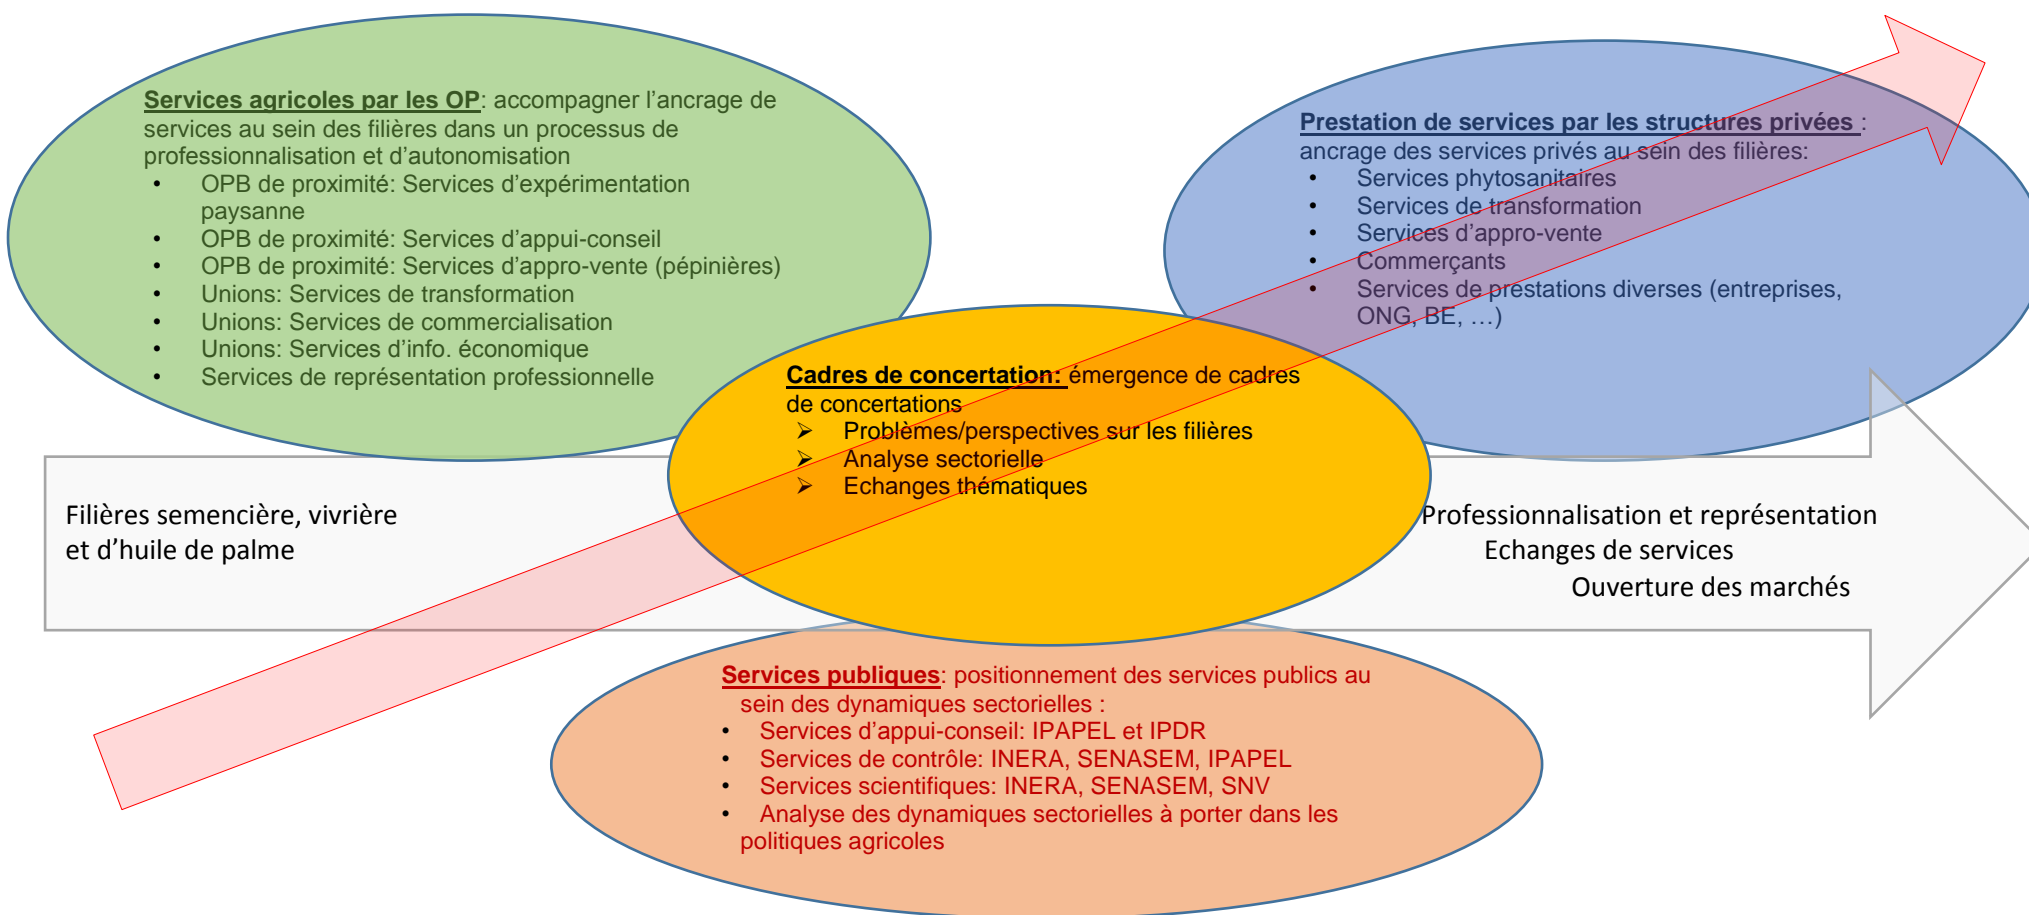 Services agricoles par les OP: accompagner l’ancrage de
services au sein des filières dans un processus de
professionnalisation et d’autonomisation
• OPB de proximité: Services d’expérimentation
paysanne
• OPB de proximité: Services d’appui-conseil
• OPB de proximité: Services d’appro-vente (pépinières)
• Unions: Services de transformation
• Unions: Services de commercialisation
• Unions: Services d’info. économique
• Services de représentation professionnelle
Prestation de services par les structures privées :
ancrage des services privés au sein des filières:
• Services phytosanitaires
• Services de transformation
• Services d’appro-vente
• Commerçants
• Services de prestations diverses (entreprises,
ONG, BE, …)
Cadres de concertation: émergence de cadres
de concertations
➢ Problèmes/perspectives sur les filières
➢ Analyse sectorielle
➢ Echanges thématiques
Filières semencière, vivrière
et d’huile de palme
Professionnalisation et représentation
Echanges de services
Ouverture des marchés
Services publiques: positionnement des services publics au
sein des dynamiques sectorielles :
• Services d’appui-conseil: IPAPEL et IPDR
• Services de contrôle: INERA, SENASEM, IPAPEL
• Services scientifiques: INERA, SENASEM, SNV
• Analyse des dynamiques sectorielles à porter dans les
politiques agricoles